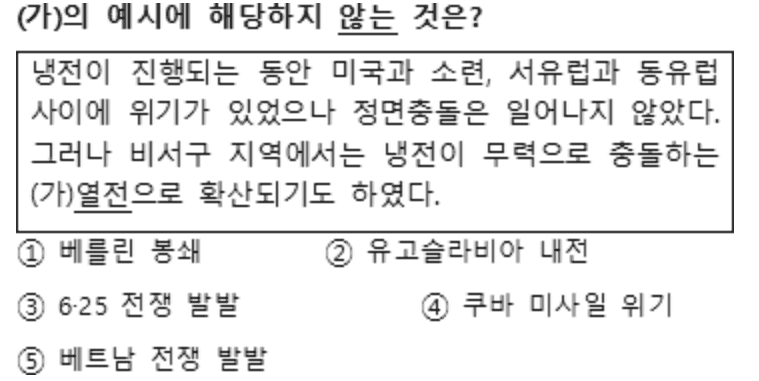 (가)의 예시에 해당하지 않는 것은?
냉전이 진행되는 동안 미국과 소련, 서유럽과 동유럽
사이에 위기가 있었으나 정면충돌은 일어나지 않았다.
그러나 비서구 지역에서는 냉전이 무력으로 충돌하는
(가)열전으로 확산되기도 하였다.
① 베를린 봉쇄 ② 유고슬라비아 내전
③ 6·25 전쟁 발발 ④ 쿠바 미사일 위기
⑤ 베트남 전쟁 발발